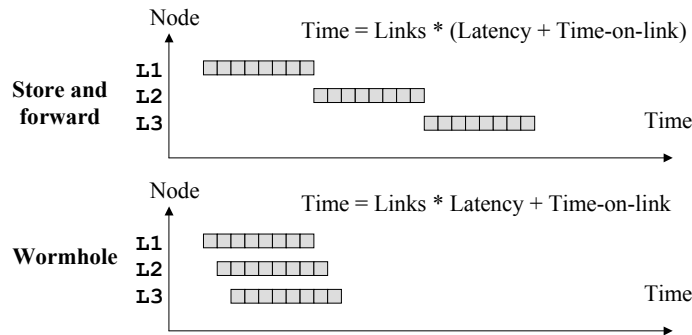 Node
Time = Links * (Latency + Time-on-link)
L1
Store and
forward
L2
L3
Time
Node
Time = Links * Latency + Time-on-link
L1
Wormhole
L2
L3
Time